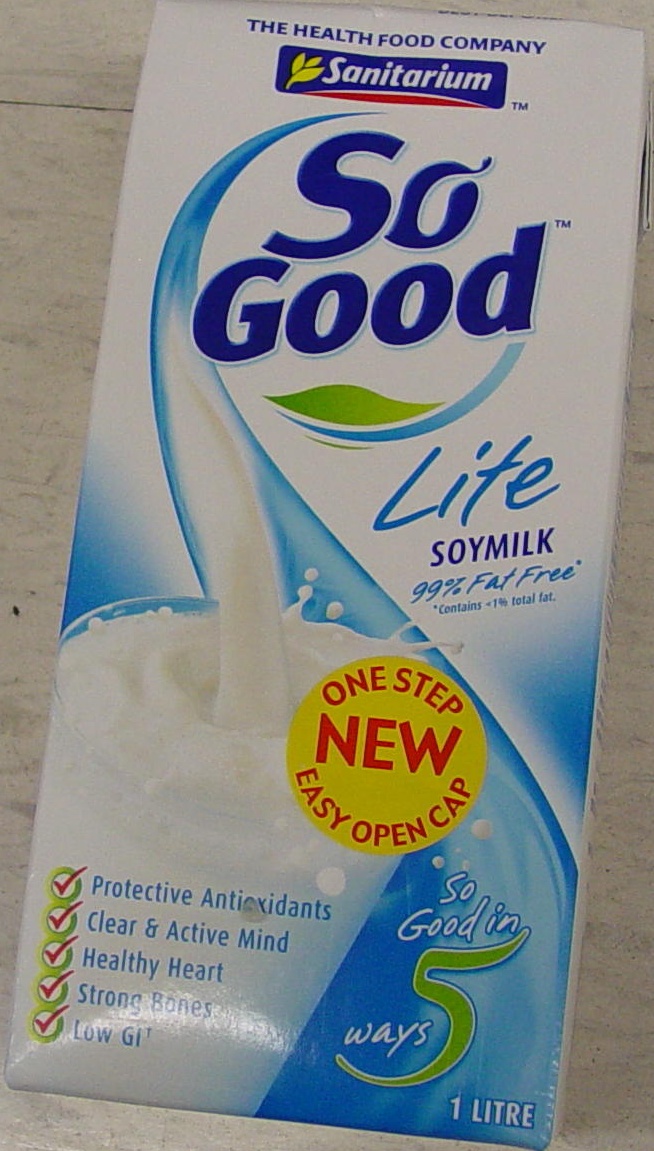 THE HEALTH FOOD COMPANY
Sanitarium
TM
So
Good
TM
Lite
SOYMILK
99% Fat Free*
*Contains <1% total fat.
ONE STEP
NEW
EASY OPEN CAP
Protective Antioxidants
Clear & Active Mind
Healthy Heart
Strong Bones
Low GI†
So
Good in
5
ways
1 LITRE